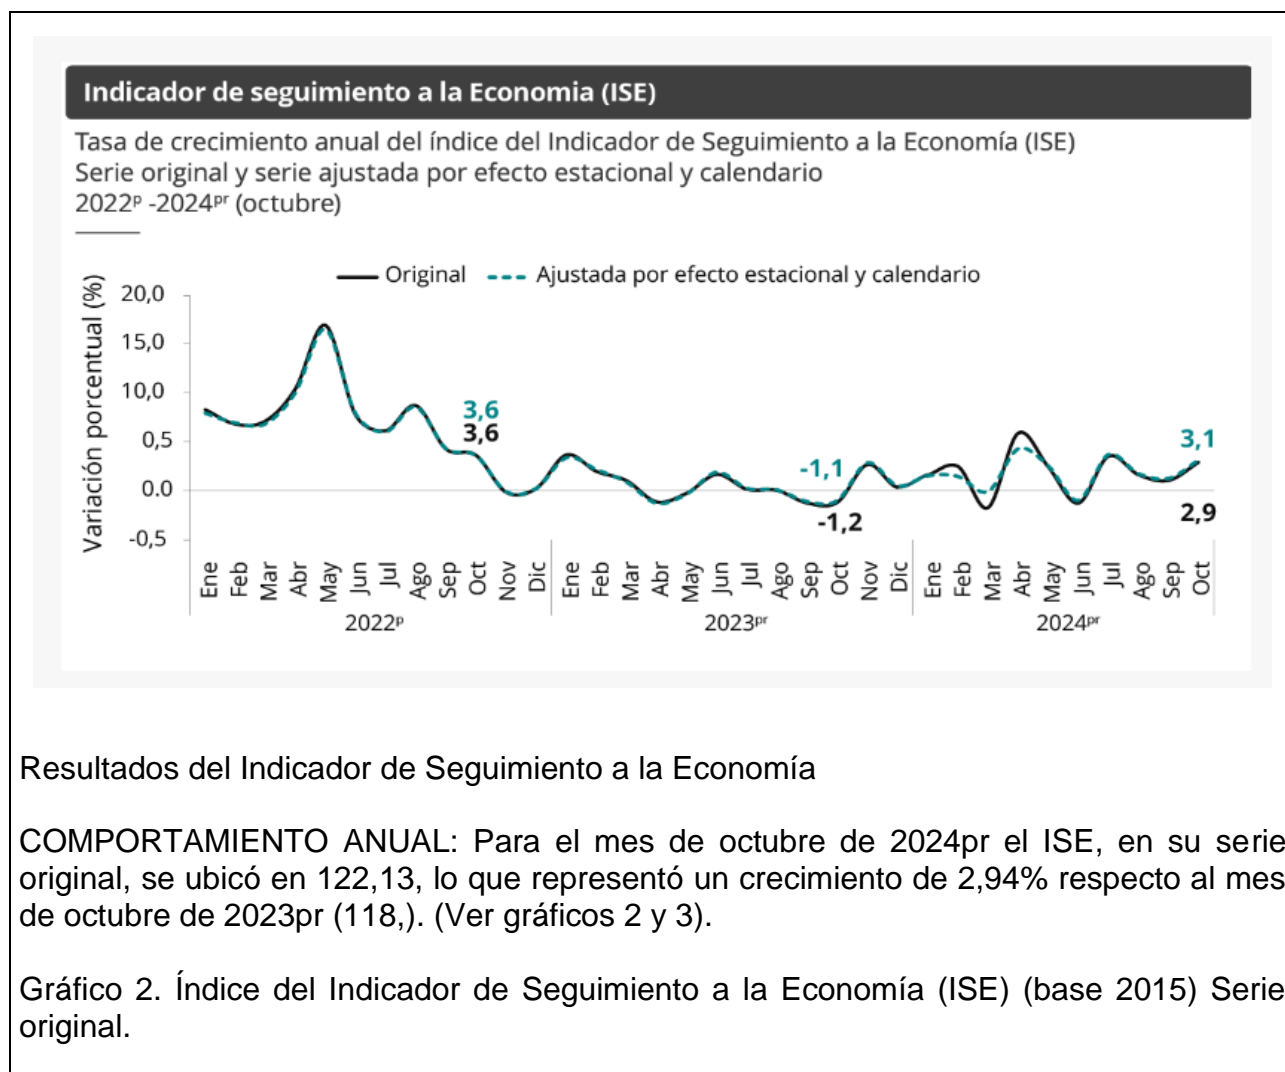 Indicador de seguimiento a la Economia (ISE)
Tasa de crecimiento anual del índice del Indicador de Seguimiento a la Economía (ISE)
Serie original y serie ajustada por efecto estacional y calendario
2022ᵖ -2024ᵖʳ (octubre)
Original Ajustada por efecto estacional y calendario
Variación porcentual (%)
20,0
15,0
10,0
0,5
0.0
-0,5
3,6
3,6
-1,1
-1,2
3,1
2,9
Ene Feb Mar Abr May Jun Jul Ago Sep Oct Nov Dic Ene Feb Mar Abr May Jun Jul Ago Sep Oct Nov Dic Ene Feb Mar Abr May Jun Jul Ago Sep Oct
2022ᵖ 2023ᵖʳ 2024ᵖʳ
Resultados del Indicador de Seguimiento a la Economía
COMPORTAMIENTO ANUAL: Para el mes de octubre de 2024pr el ISE, en su serie
original, se ubicó en 122,13, lo que representó un crecimiento de 2,94% respecto al mes
de octubre de 2023pr (118,). (Ver gráficos 2 y 3).
Gráfico 2. Índice del Indicador de Seguimiento a la Economía (ISE) (base 2015) Serie
original.